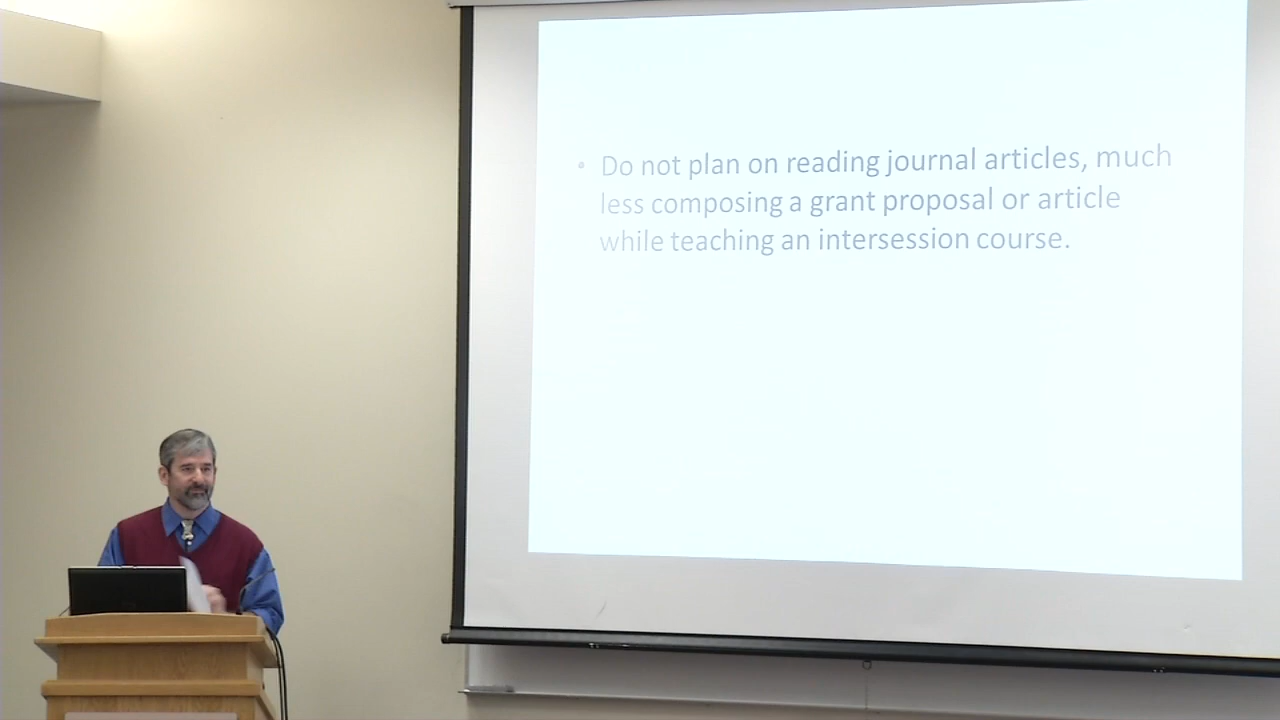 • Do not plan on reading journal articles, much
less composing a grant proposal or article
while teaching an intersession course.